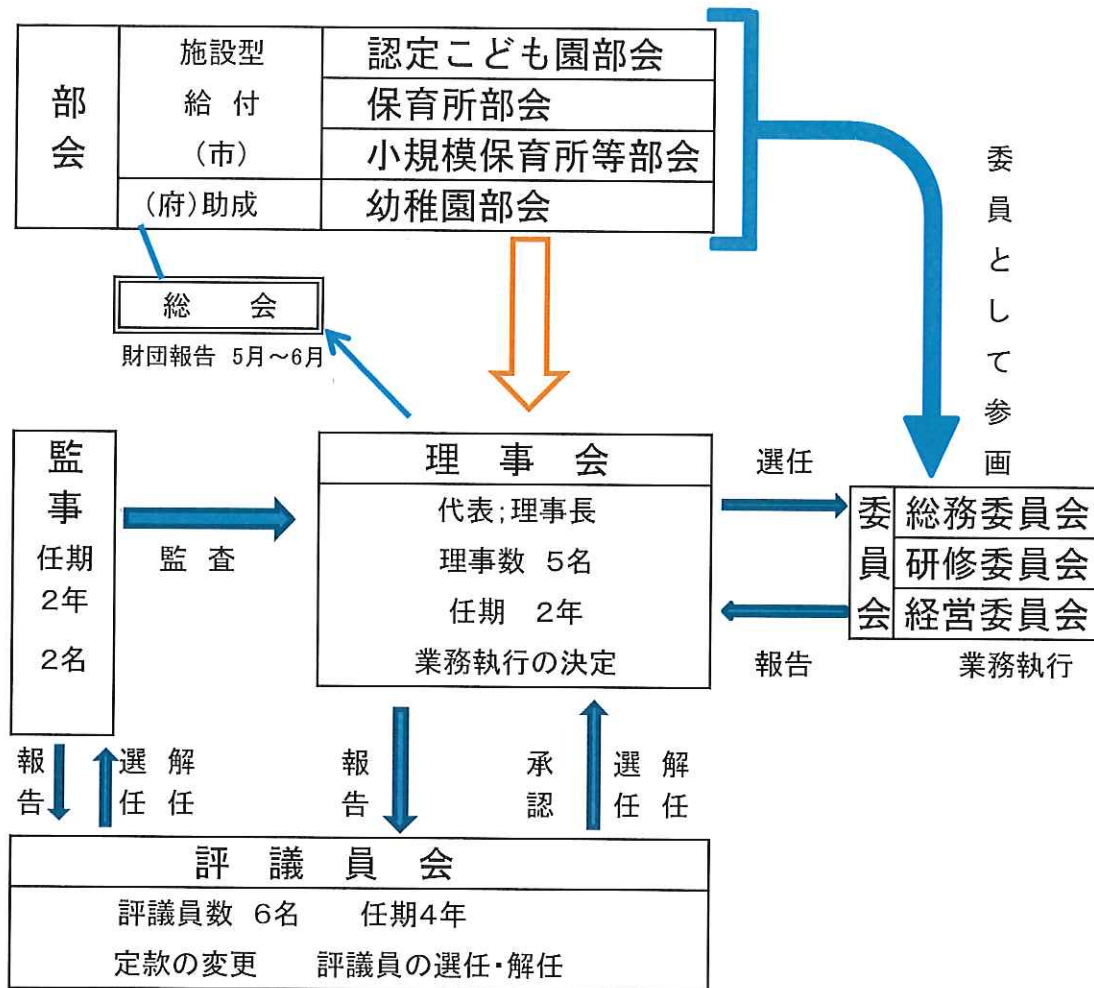 部会
施設型
給 付
(市)
(府)助成
認定こども園部会
保育所部会
小規模保育所等部会
幼稚園部会
委員として参画
総 会
財団報告 5月～6月
監事
任期
2年
2名
監 査
理 事 会
代表;理事長
理事数 5名
任期 2年
業務執行の決定
選任
報告
委員会
総務委員会
研修委員会
経営委員会
業務執行
報告
選任
解任
報告
承認
選任
解任
評 議 員 会
評議員数 6名 任期4年
定款の変更 評議員の選任・解任